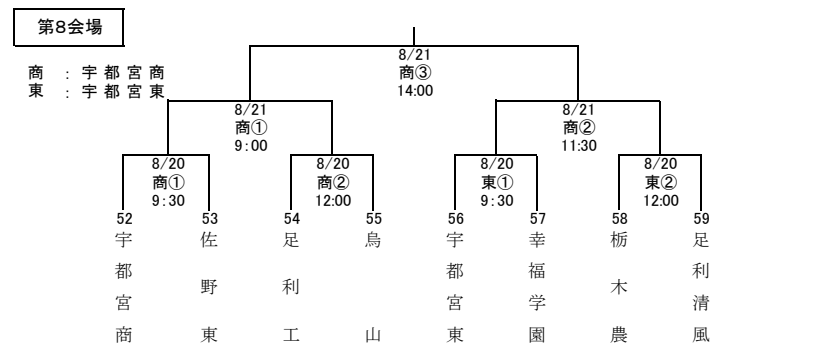 第8会場
商 : 宇都宮商
東 : 宇都宮東
8/21
商③
14:00
8/21
商①
9:00
8/21
商②
11:30
8/20
商①
9:30
8/20
商②
12:00
8/20
東①
9:30
8/20
東②
12:00
52
53
54
55
56
57
58
59
宇都宮商
佐野東
足利工
烏山
宇都宮東
幸福学園
栃木農
足利清風